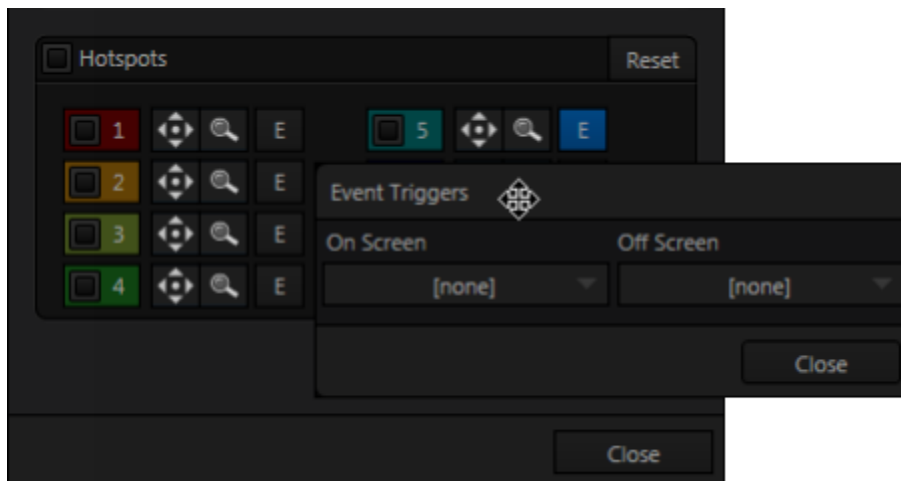 Hotspots Reset
1 E 5 E
2 E
Event Triggers
3 E
On Screen Off Screen
4 E
[none] [none]
Close
Close